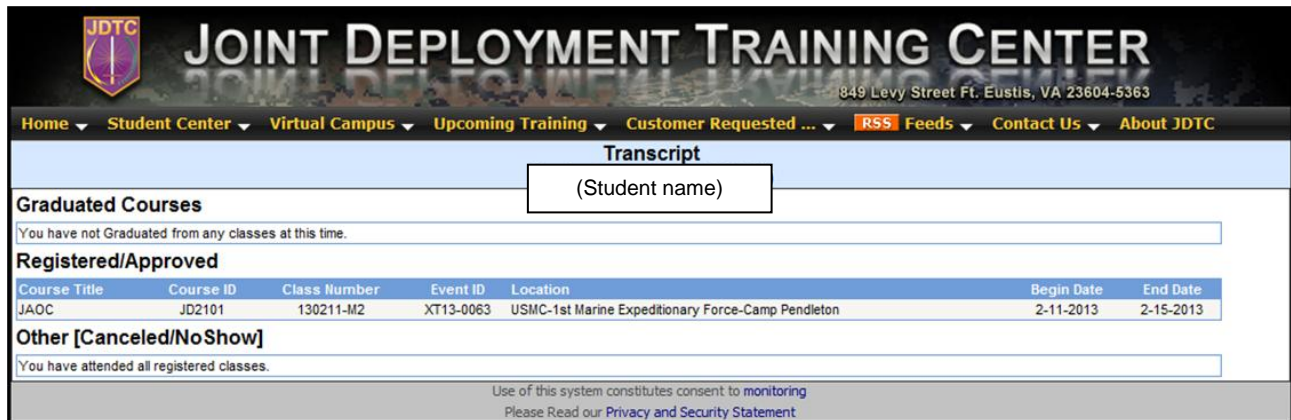 JDTC
JOINT DEPLOYMENT TRAINING CENTER
849 Levy Street Ft. Eustis, VA 23604-5363
Home Student Center Virtual Campus Upcoming Training Customer Requested ... RSS Feeds Contact Us About JDTC
Transcript
(Student name)
Graduated Courses
You have not Graduated from any classes at this time.
Registered/Approved
Course Title Course ID Class Number Event ID Location Begin Date End Date
JAOC JD2101 130211-M2 XT13-0063 USMC-1st Marine Expeditionary Force-Camp Pendleton 2-11-2013 2-15-2013
Other [Canceled/NoShow]
You have attended all registered classes.
Use of this system constitutes consent to monitoring
Please Read our Privacy and Security Statement